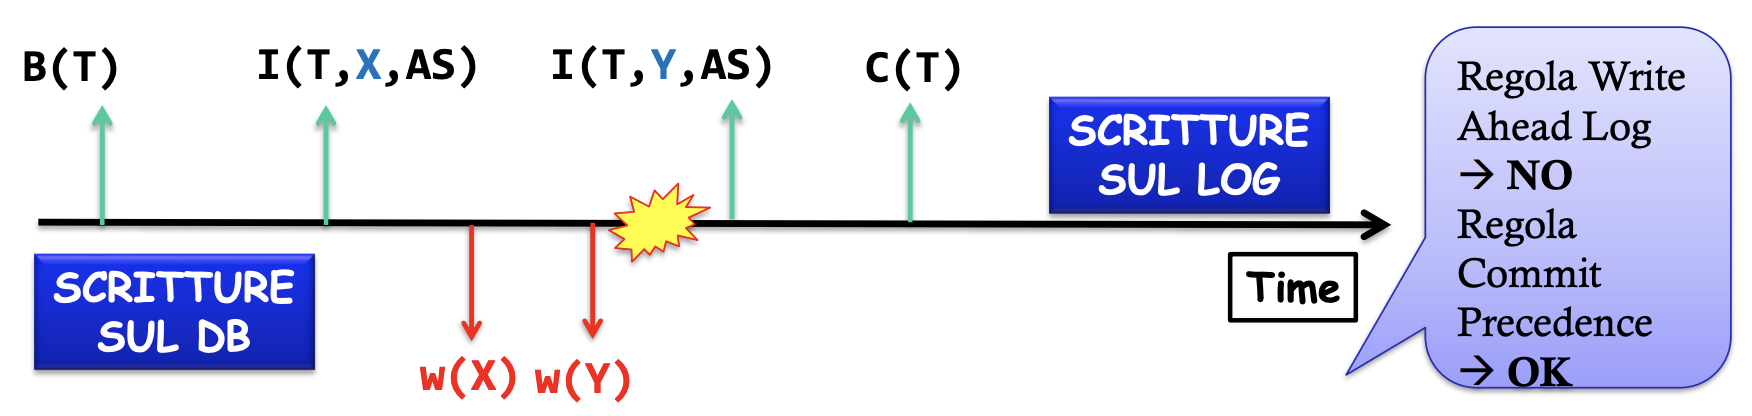 B(T)
I(T,X,AS)
I(T,Y,AS)
C(T)
SCRITTURE
SUL LOG
Regola Write
Ahead Log
→ NO
Regola
Commit
Precedence
→ OK
SCRITTURE
SUL DB
w(X)
w(Y)
Time